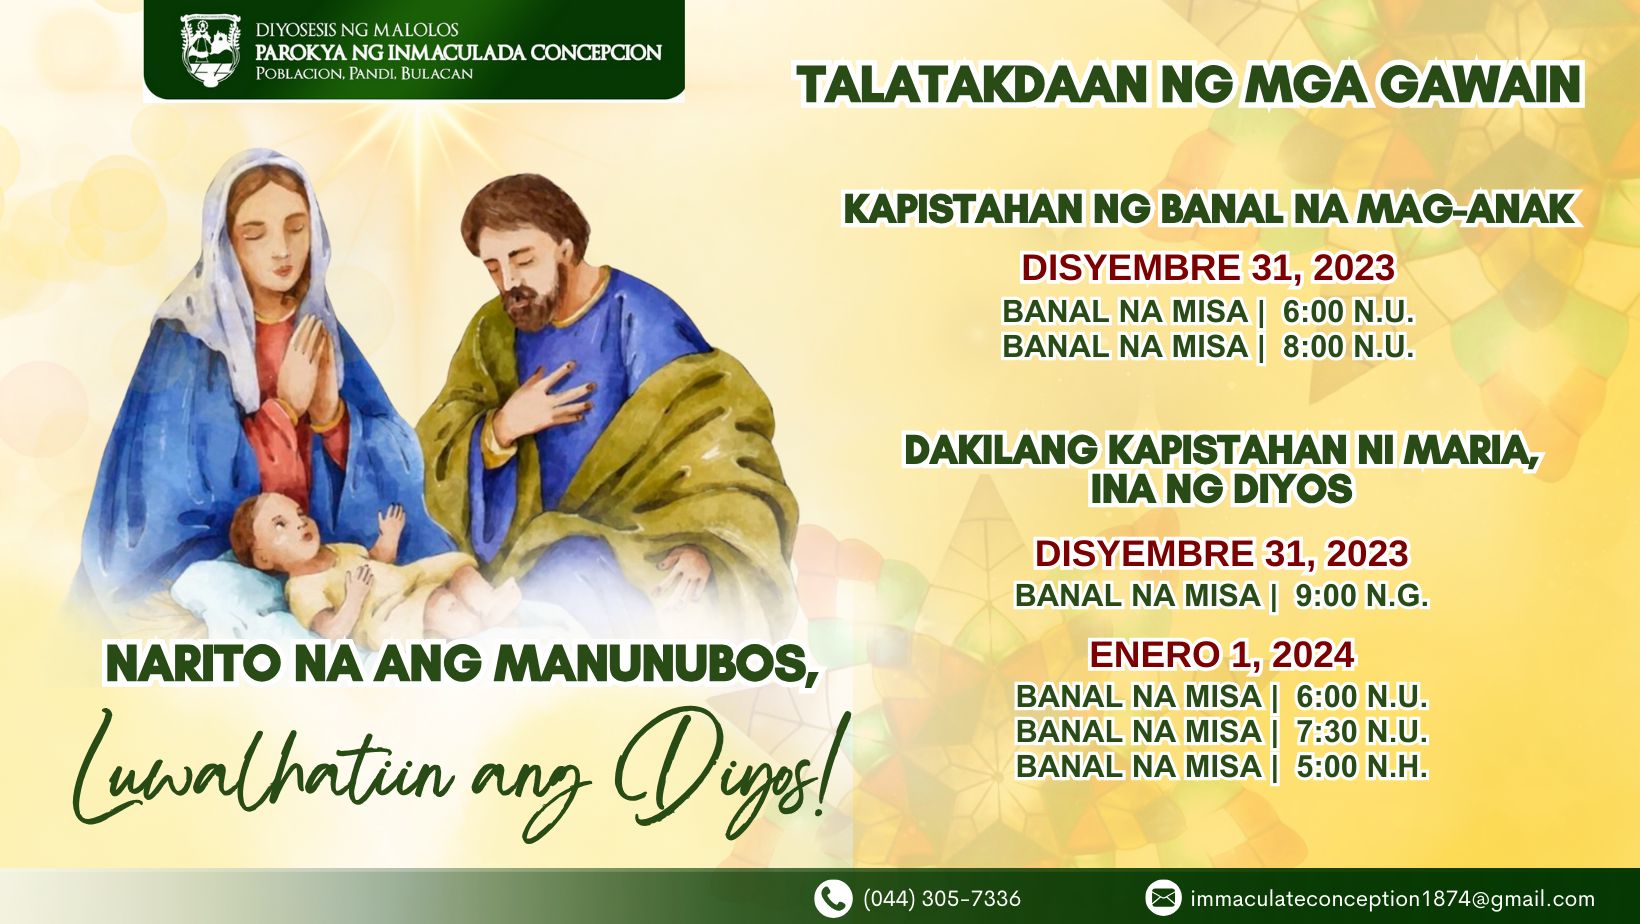 DIYOSESIS NG MALOLOS
PAROKYA NG INMACULADA CONCEPCION
POBLACION, PANDI, BULACAN
TALATAKDAAN NG MGA GAWAIN
KAPISTAHAN NG BANAL NA MAG-ANAK
DISYEMBRE 31, 2023
BANAL NA MISA | 6:00 N.U.
BANAL NA MISA | 8:00 N.U.
DAKILANG KAPISTAHAN NI MARIA,
INA NG DIYOS
DISYEMBRE 31, 2023
BANAL NA MISA | 9:00 N.G.
ENERO 1, 2024
BANAL NA MISA | 6:00 N.U.
BANAL NA MISA | 7:30 N.U.
BANAL NA MISA | 5:00 N.H.
NARITO NA ANG MANUNUBOS,
Luwalhatiin ang Diyos!
(044) 305-7336
immaculateconception1874@gmail.com